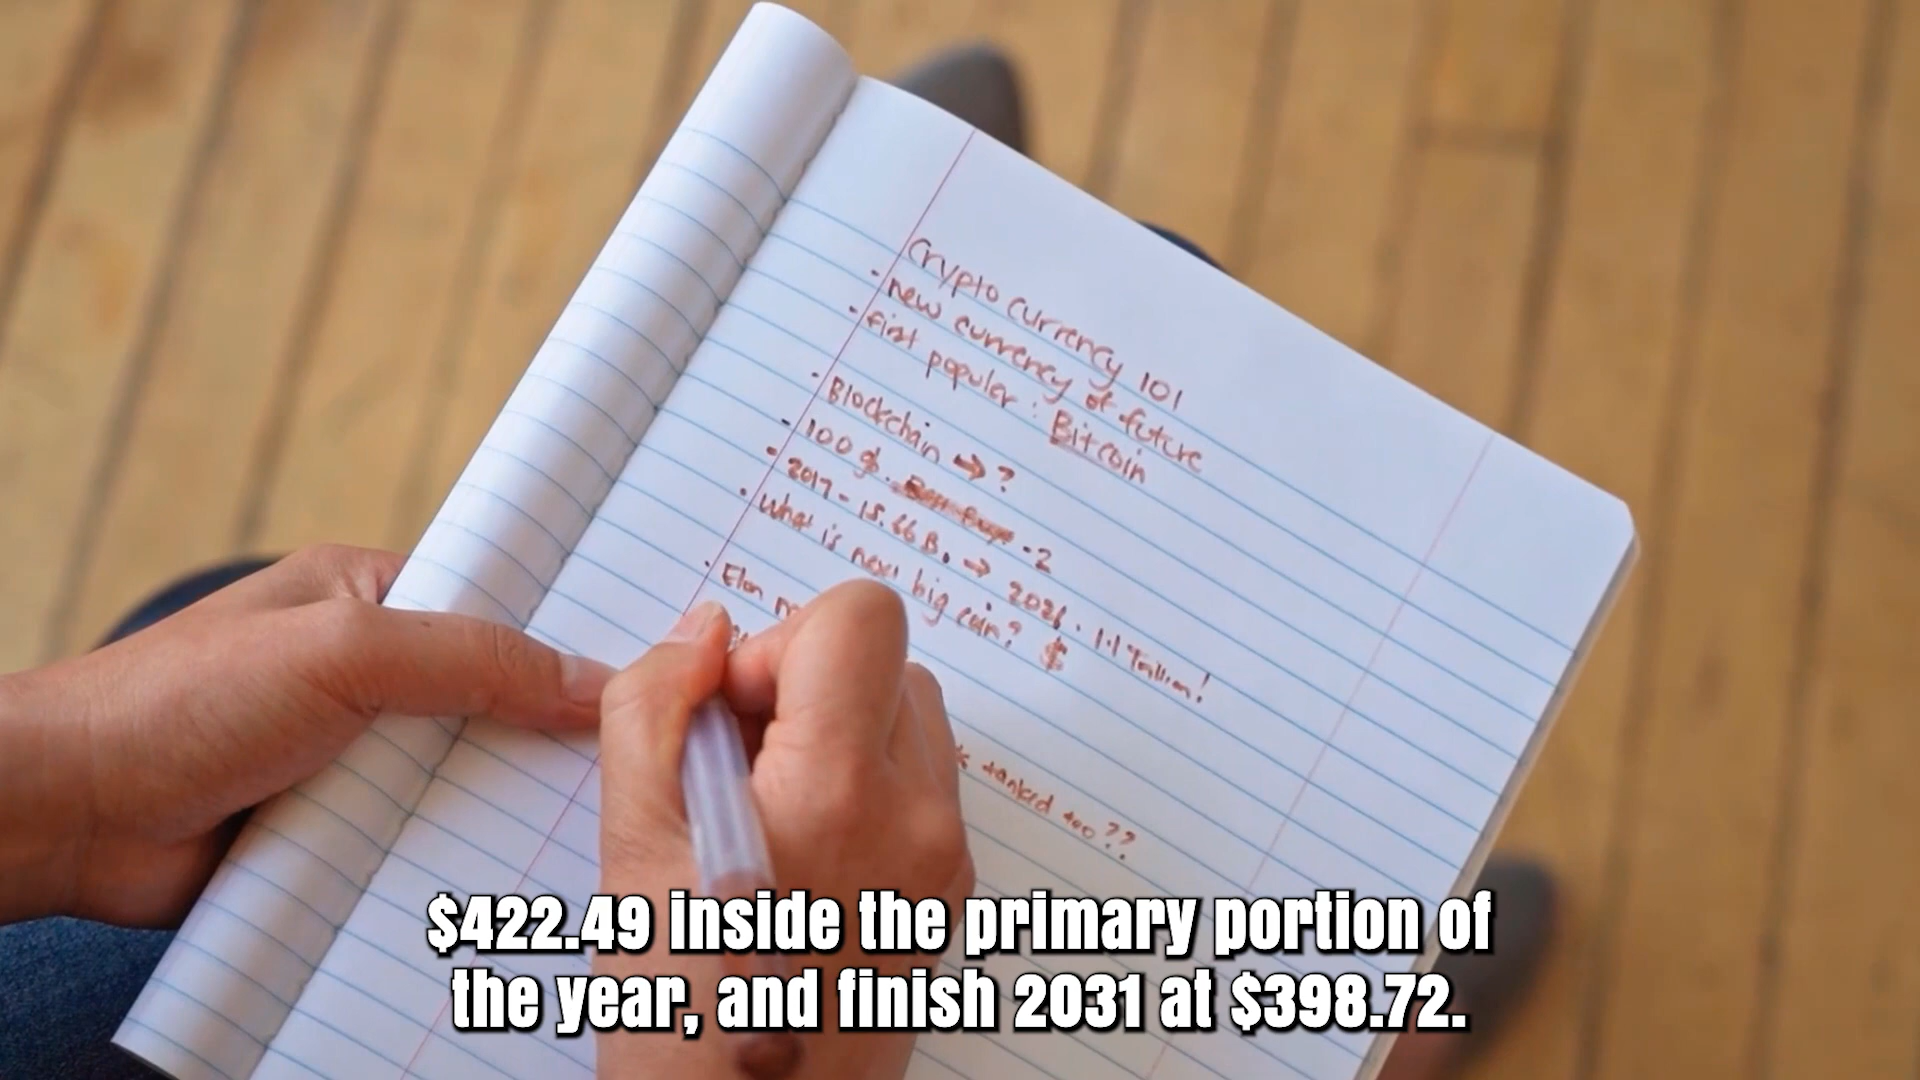 Crypto Currency 101
· new currency of future
· first popular : Bitcoin
· Blockchain → ?
- 100 $. -2
- 2017 - 15.66 B. → 2021. 1.1 Trillion!
· What is next big coin? $
· Elon
tanked too ??
$422.49 inside the primary portion of
the year, and finish 2031 at $398.72.